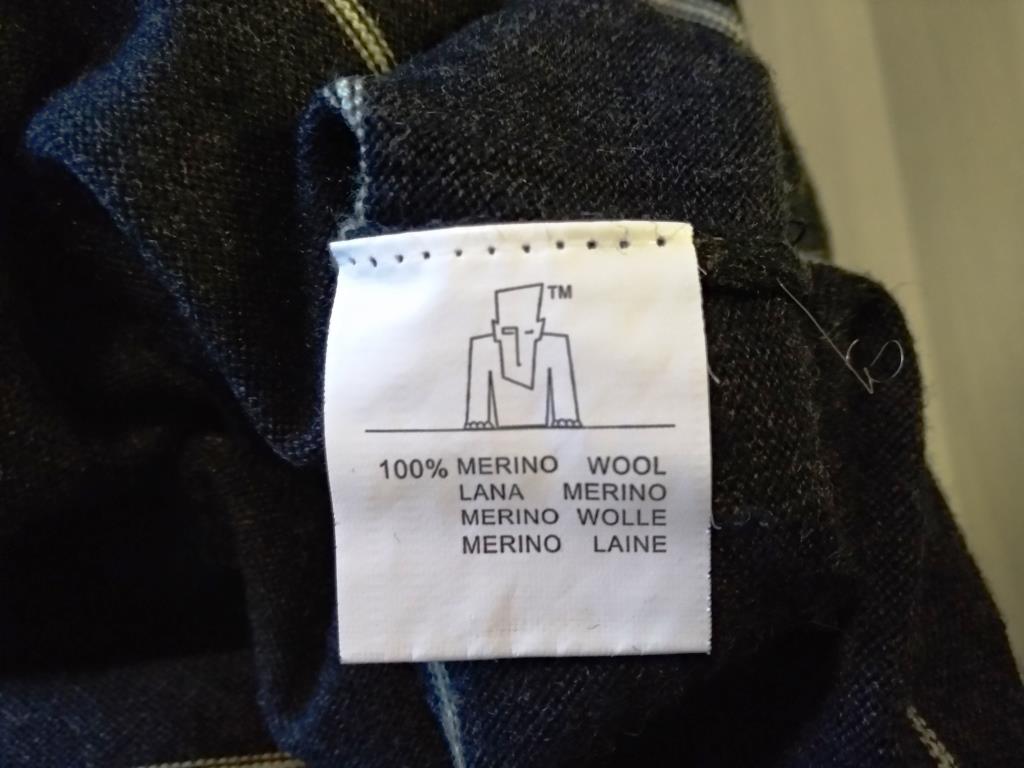 TM
100% MERINO WOOL
LANA MERINO
MERINO WOLLE
MERINO LAINE